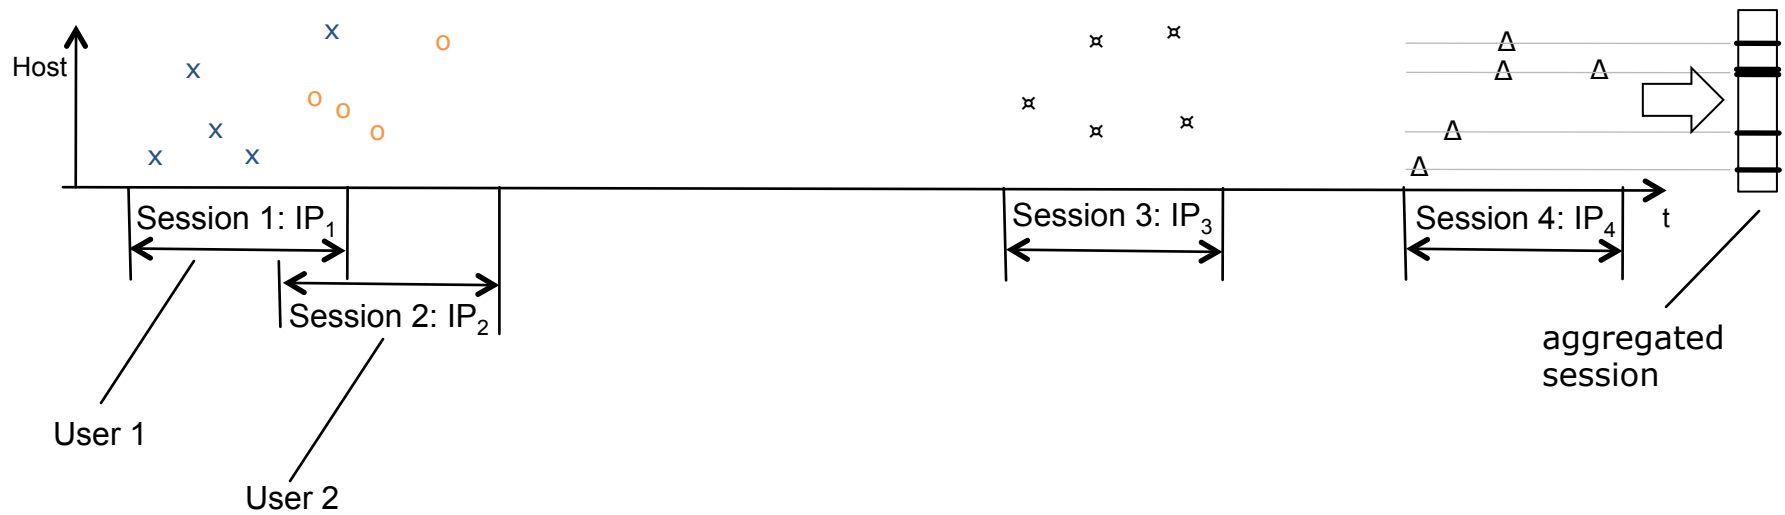 Host
Session 1: IP₁
Session 2: IP₂
Session 3: IP₃
Session 4: IP₄
t
User 1
User 2
aggregated
session